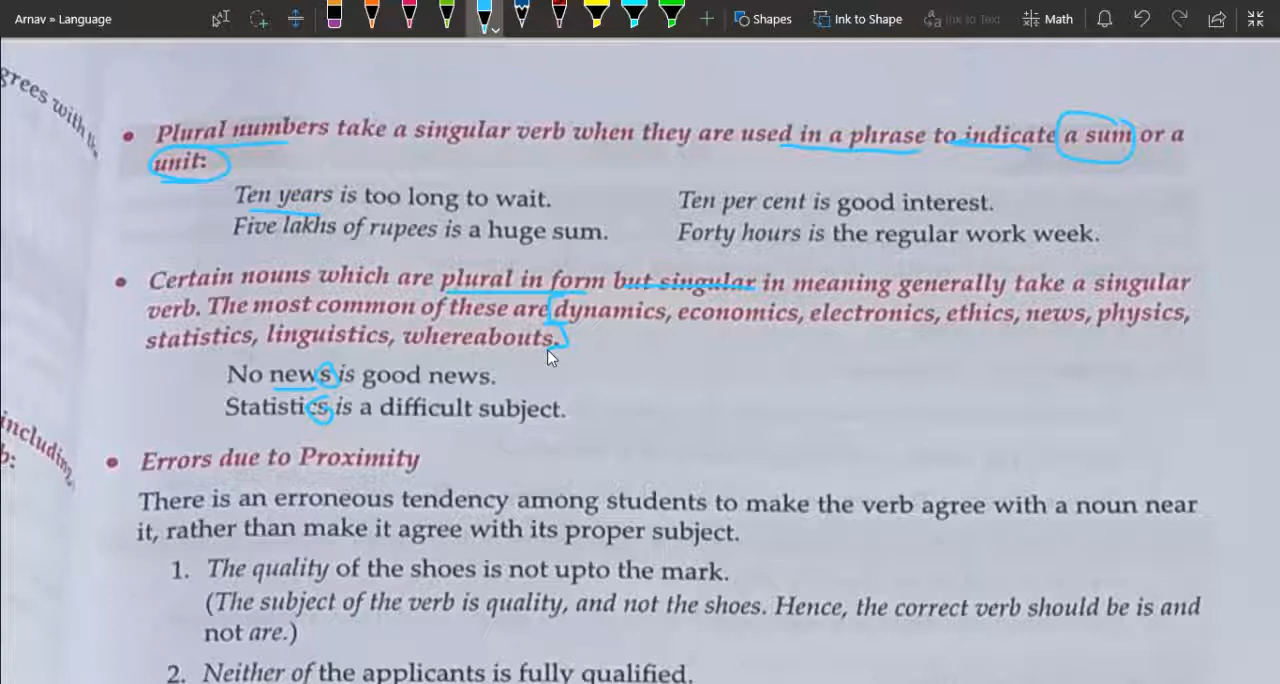 Arnav » Language
Shapes
Ink to Shape
Ink to Text
Math
grees with th
• Plural numbers take a singular verb when they are used in a phrase to indicate a sum or a
unit:
Ten years is too long to wait.
Ten per cent is good interest.
Five lakhs of rupees is a huge sum.
Forty hours is the regular work week.
• Certain nouns which are plural in form but singular in meaning generally take a singular
verb. The most common of these are dynamics, economics, electronics, ethics, news, physics,
statistics, linguistics, whereabouts.
No news is good news.
Statistics is a difficult subject.
including
b:
• Errors due to Proximity
There is an erroneous tendency among students to make the verb agree with a noun near
it, rather than make it agree with its proper subject.
1. The quality of the shoes is not upto the mark.
(The subject of the verb is quality, and not the shoes. Hence, the correct verb should be is and
not are.)
2. Neither of the applicants is fully qualified.